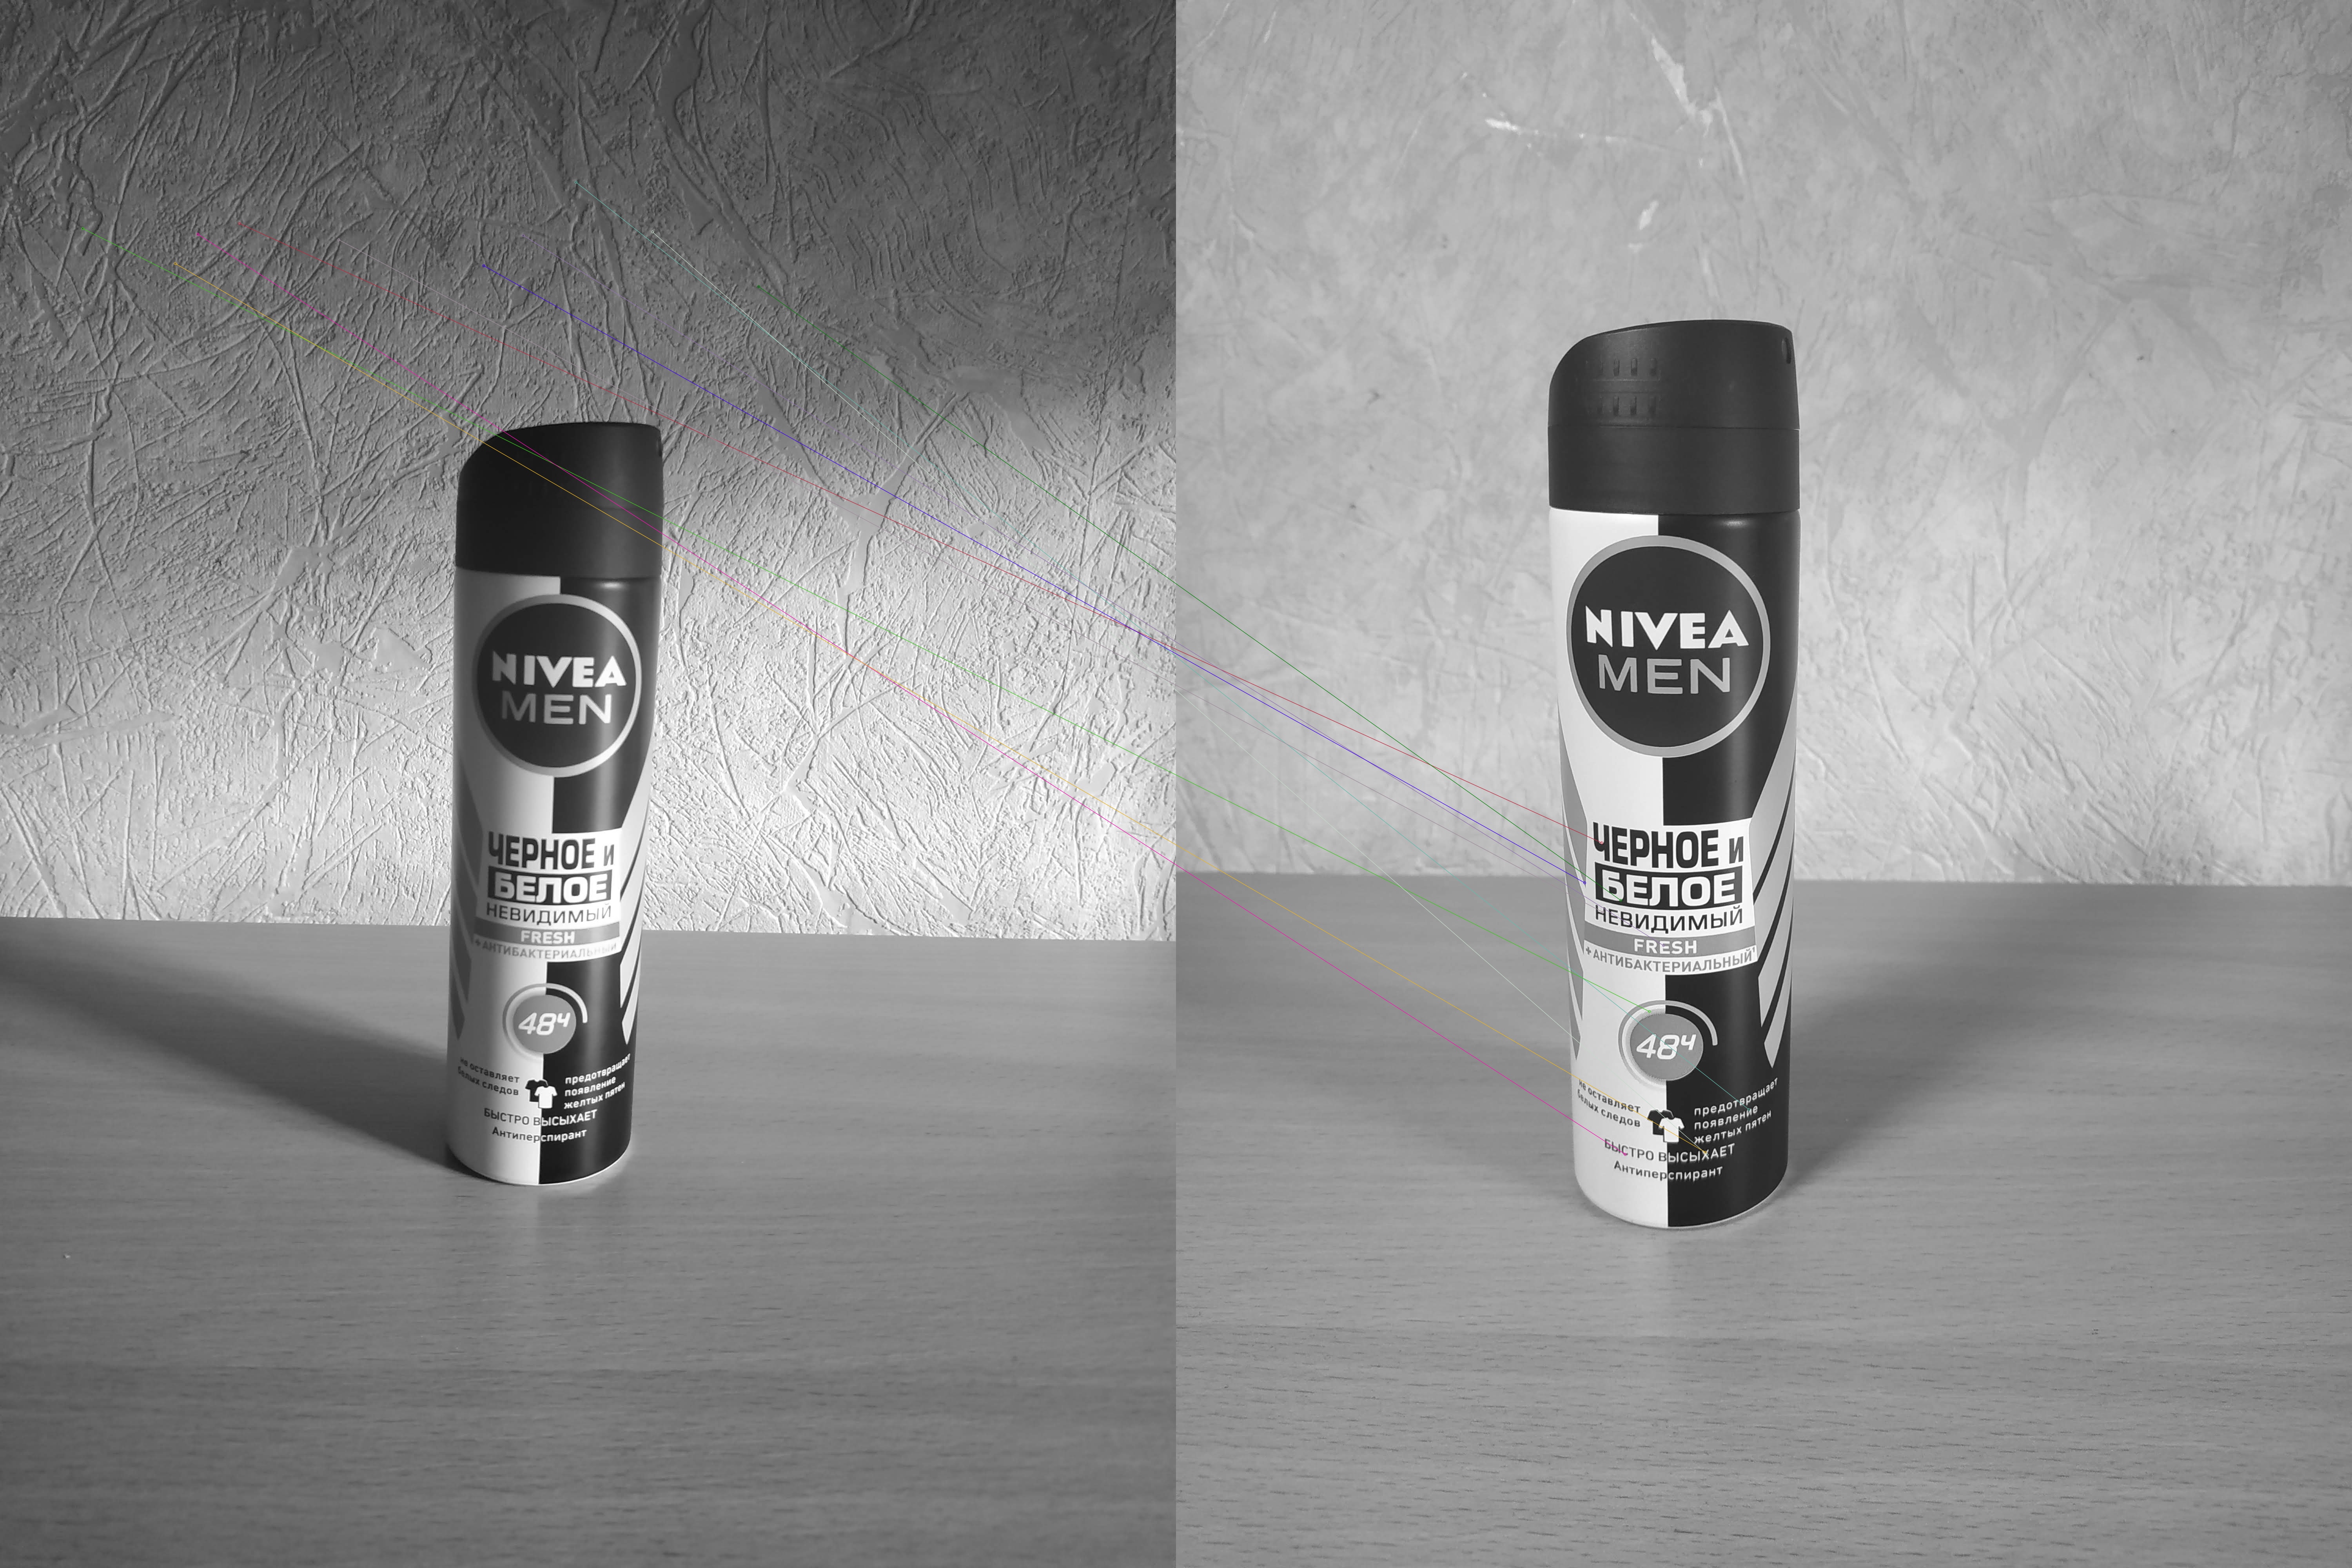 NIVEA
MEN
ЧЕРНОЕ и
БЕЛОЕ
НЕВИДИМЫЙ
FRESH
+АНТИБАКТЕРИАЛЬНЫЙ
48ч
не оставляет
белых следов
предотвращает
появление
желтых пятен
БЫСТРО ВЫСЫХАЕТ
Антиперспирант
NIVEA
MEN
ЧЕРНОЕ и
БЕЛОЕ
НЕВИДИМЫЙ
FRESH
+АНТИБАКТЕРИАЛЬНЫЙ¹
48ч
не оставляет
белых следов
предотвращает
появление
желтых пятен
БЫСТРО ВЫСЫХАЕТ
Антиперспирант